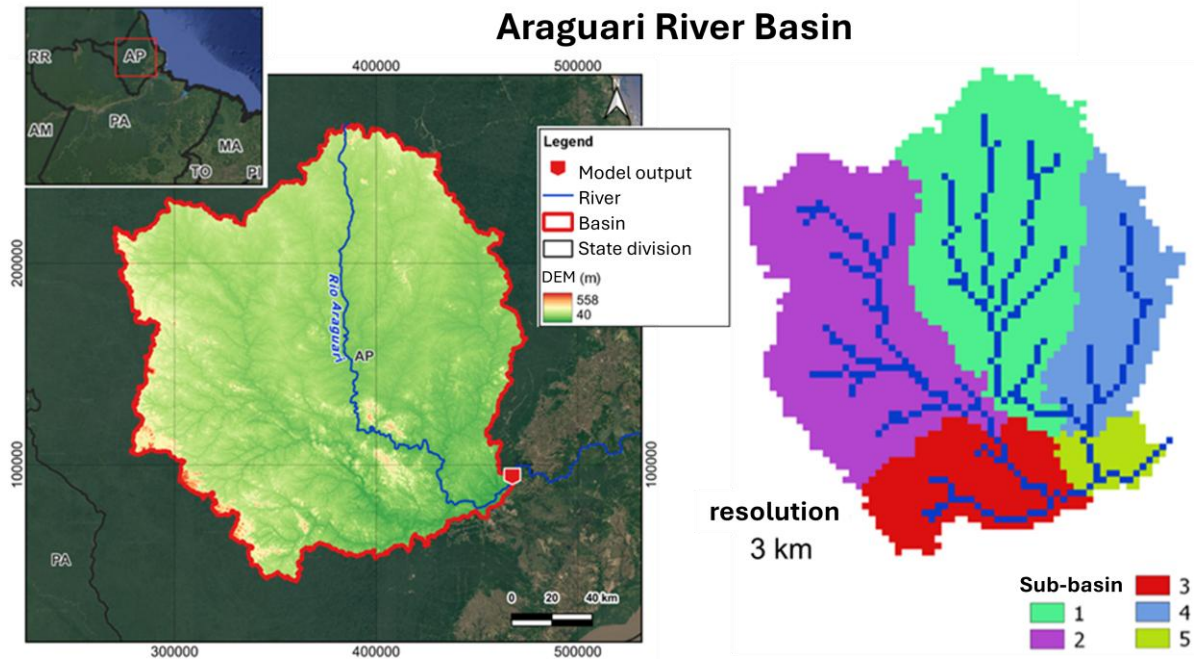 Araguari River Basin
RR
AP
AM
PA
MA
TO
PI
400000
500000
200000
100000
Rio Araguari
AP
PA
Legend
Model output
River
Basin
State division
DEM (m)
558
40
0 20 40 km
100000
300000
400000
500000
resolution
3 km
Sub-basin
1
2
3
4
5